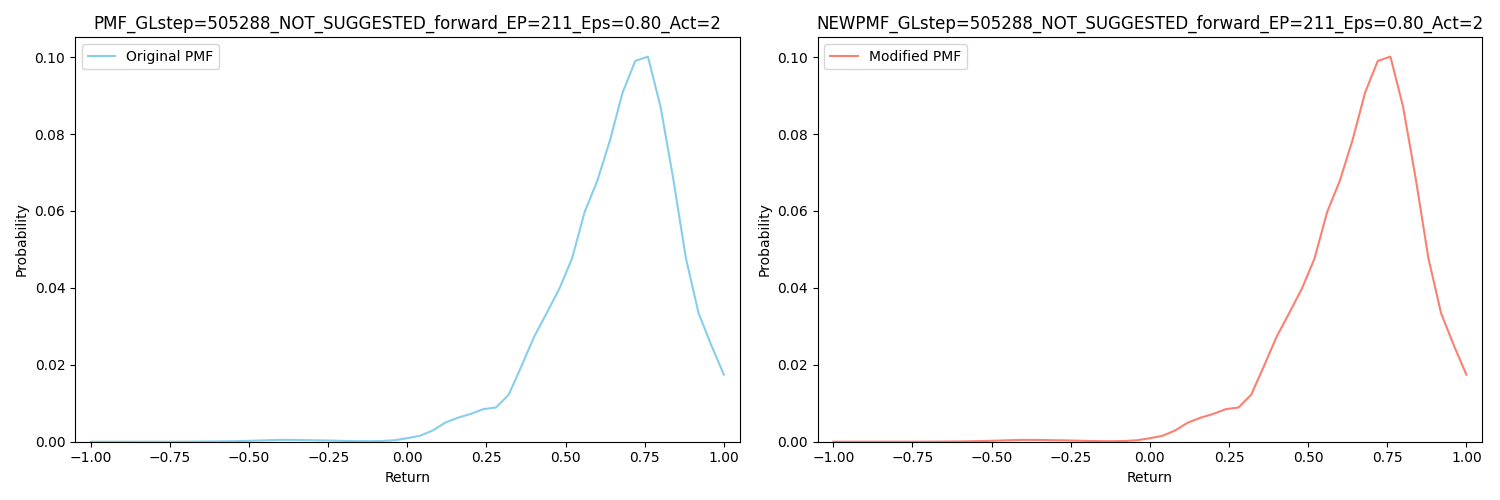 PMF_GLstep=505288_NOT_SUGGESTED_forward_EP=211_Eps=0.80_Act=2
Original PMF
Probability
0.10
0.08
0.06
0.04
0.02
0.00
−1.00 −0.75 −0.50 −0.25 0.00 0.25 0.50 0.75 1.00
Return
NEWPMF_GLstep=505288_NOT_SUGGESTED_forward_EP=211_Eps=0.80_Act=2
Modified PMF
Probability
0.10
0.08
0.06
0.04
0.02
0.00
−1.00 −0.75 −0.50 −0.25 0.00 0.25 0.50 0.75 1.00
Return